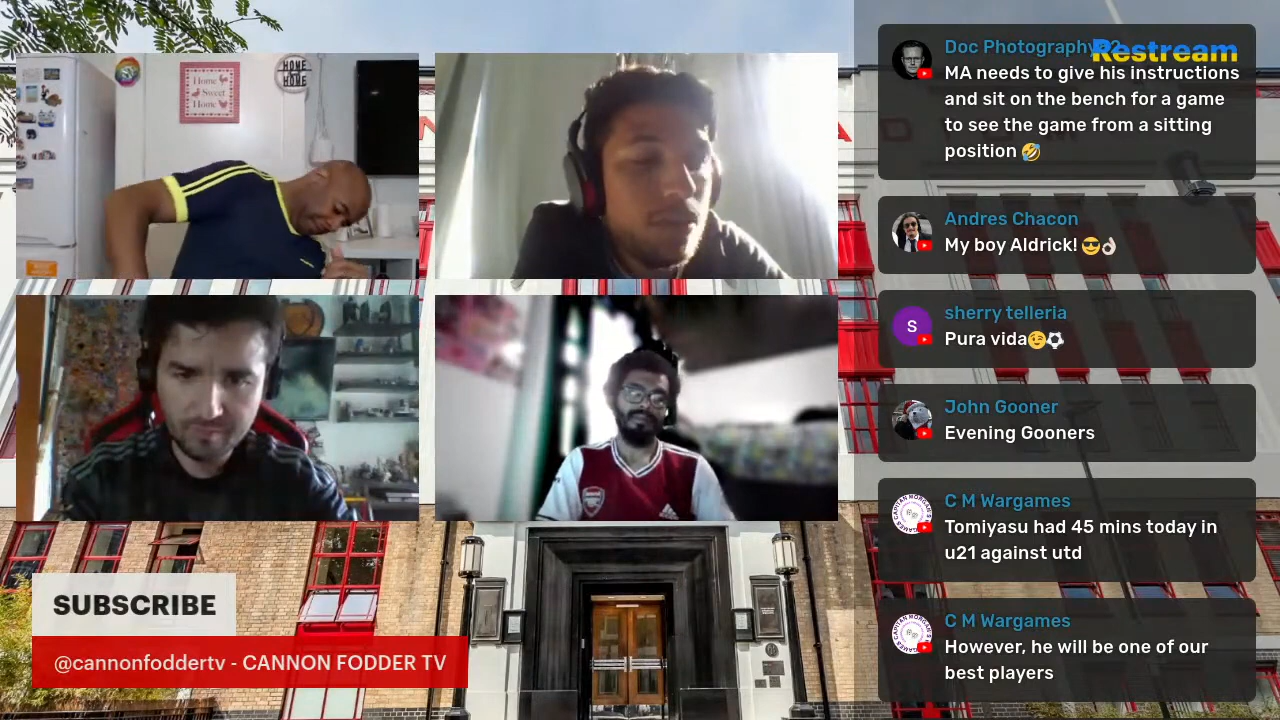 HOME
HOME
Home
Sweet
Home
SUBSCRIBE
@cannonfoddertv - CANNON FODDER TV
Restream
Doc Photography
MA needs to give his instructions
and sit on the bench for a game
to see the game from a sitting
position 🤣
Andres Chacon
My boy Aldrick! 😎👌🏻
S
sherry telleria
Pura vida😉⚽
John Gooner
Evening Gooners
C M Wargames
Tomiyasu had 45 mins today in
u21 against utd
C M Wargames
However, he will be one of our
best players